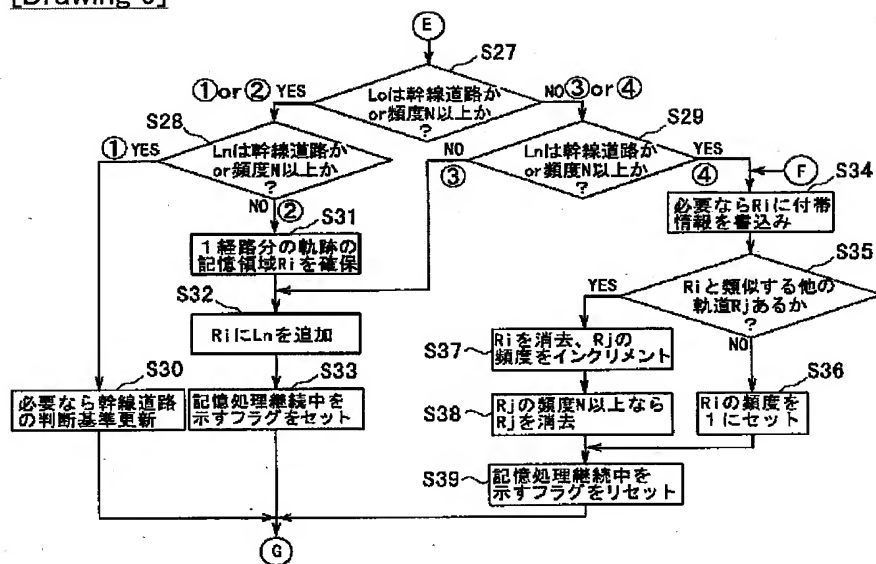 [Drawing 6]
E
S27
①or② YES
Loは幹線道路か
or頻度N以上か
?
NO ③or④
S28
① YES
Lnは幹線道路か
or頻度N以上か
?
NO ②
S29
NO
③
Lnは幹線道路か
or頻度N以上か
?
YES
④
F
S34
必要ならRiに付帯
情報を書込み
S31
1経路分の軌跡の
記憶領域Riを確保
S35
YES
Riと類似する他の
軌道Rjあるか
?
NO
S32
RiにLnを追加
S37
Riを消去、Rjの
頻度をインクリメント
S36
Riの頻度を
1にセット
S30
必要なら幹線道路
の判断基準更新
S33
記憶処理継続中を
示すフラグをセット
S38
Rjの頻度N以上なら
Rjを消去
S39
記憶処理継続中を
示すフラグをリセット
G